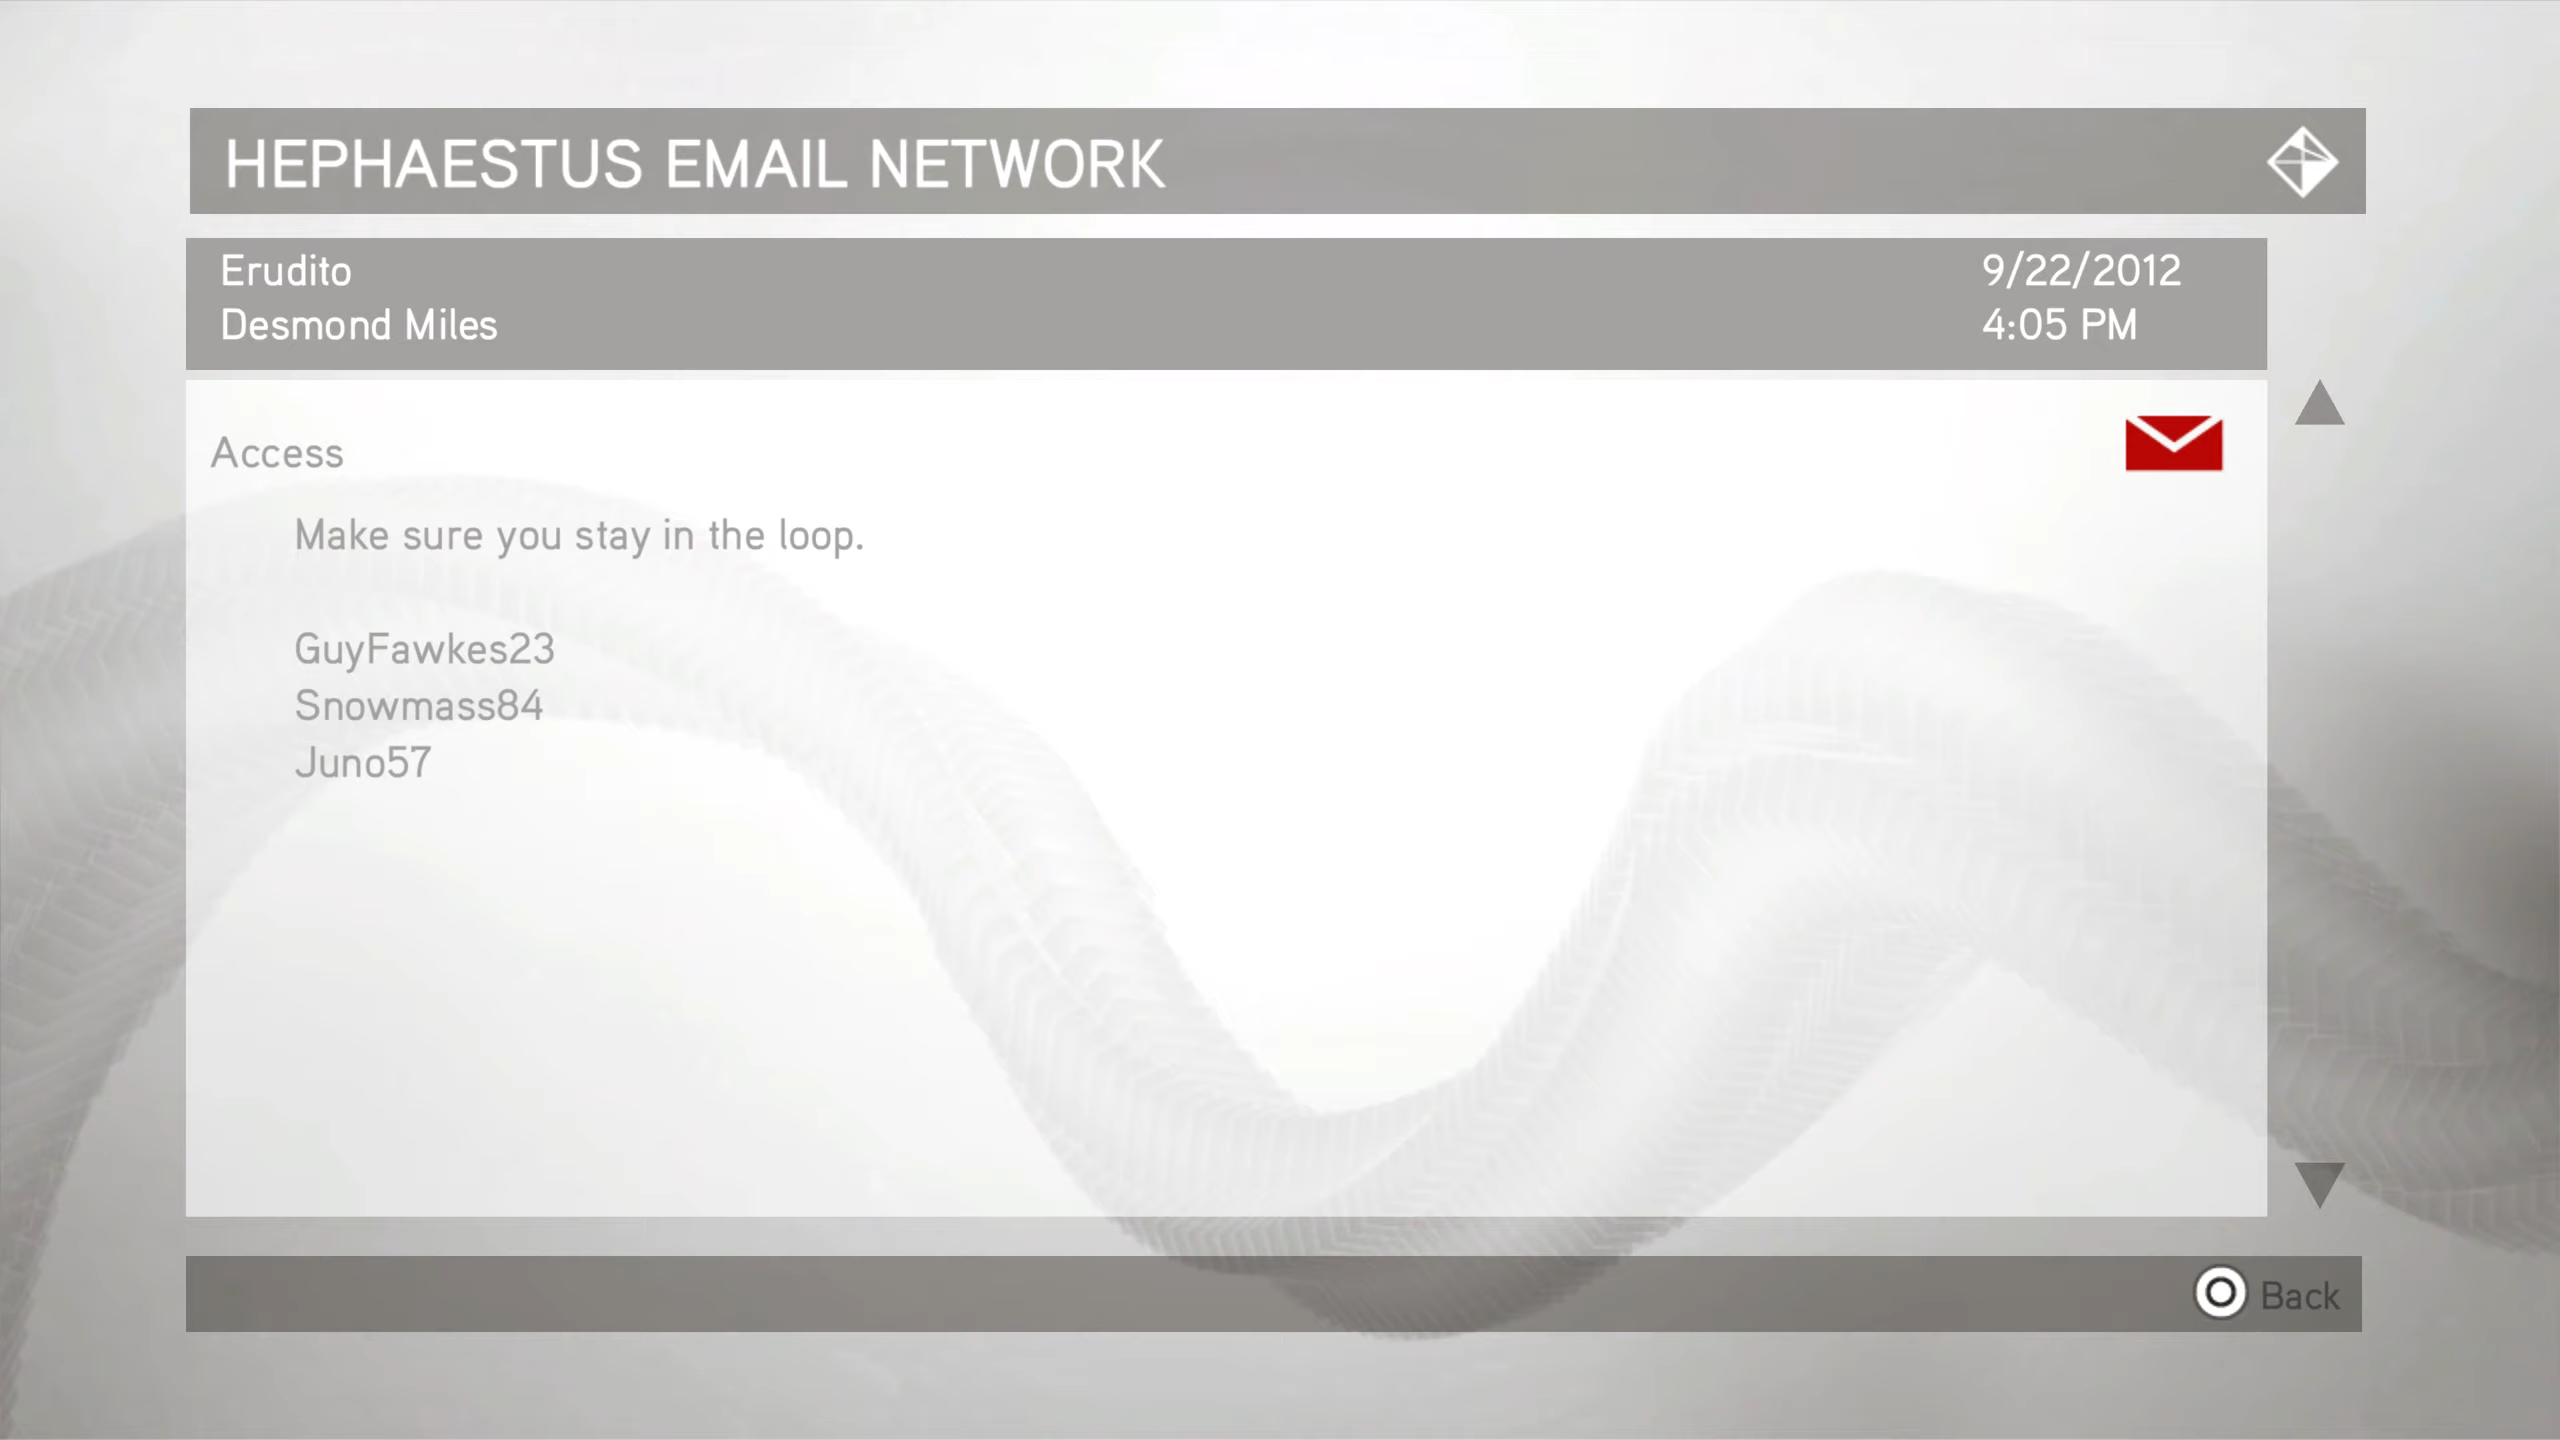 HEPHAESTUS EMAIL NETWORK
Erudito
9/22/2012
Desmond Miles
4:05 PM
Access
Make sure you stay in the loop.
GuyFawkes23
Snowmass84
Juno57
Back